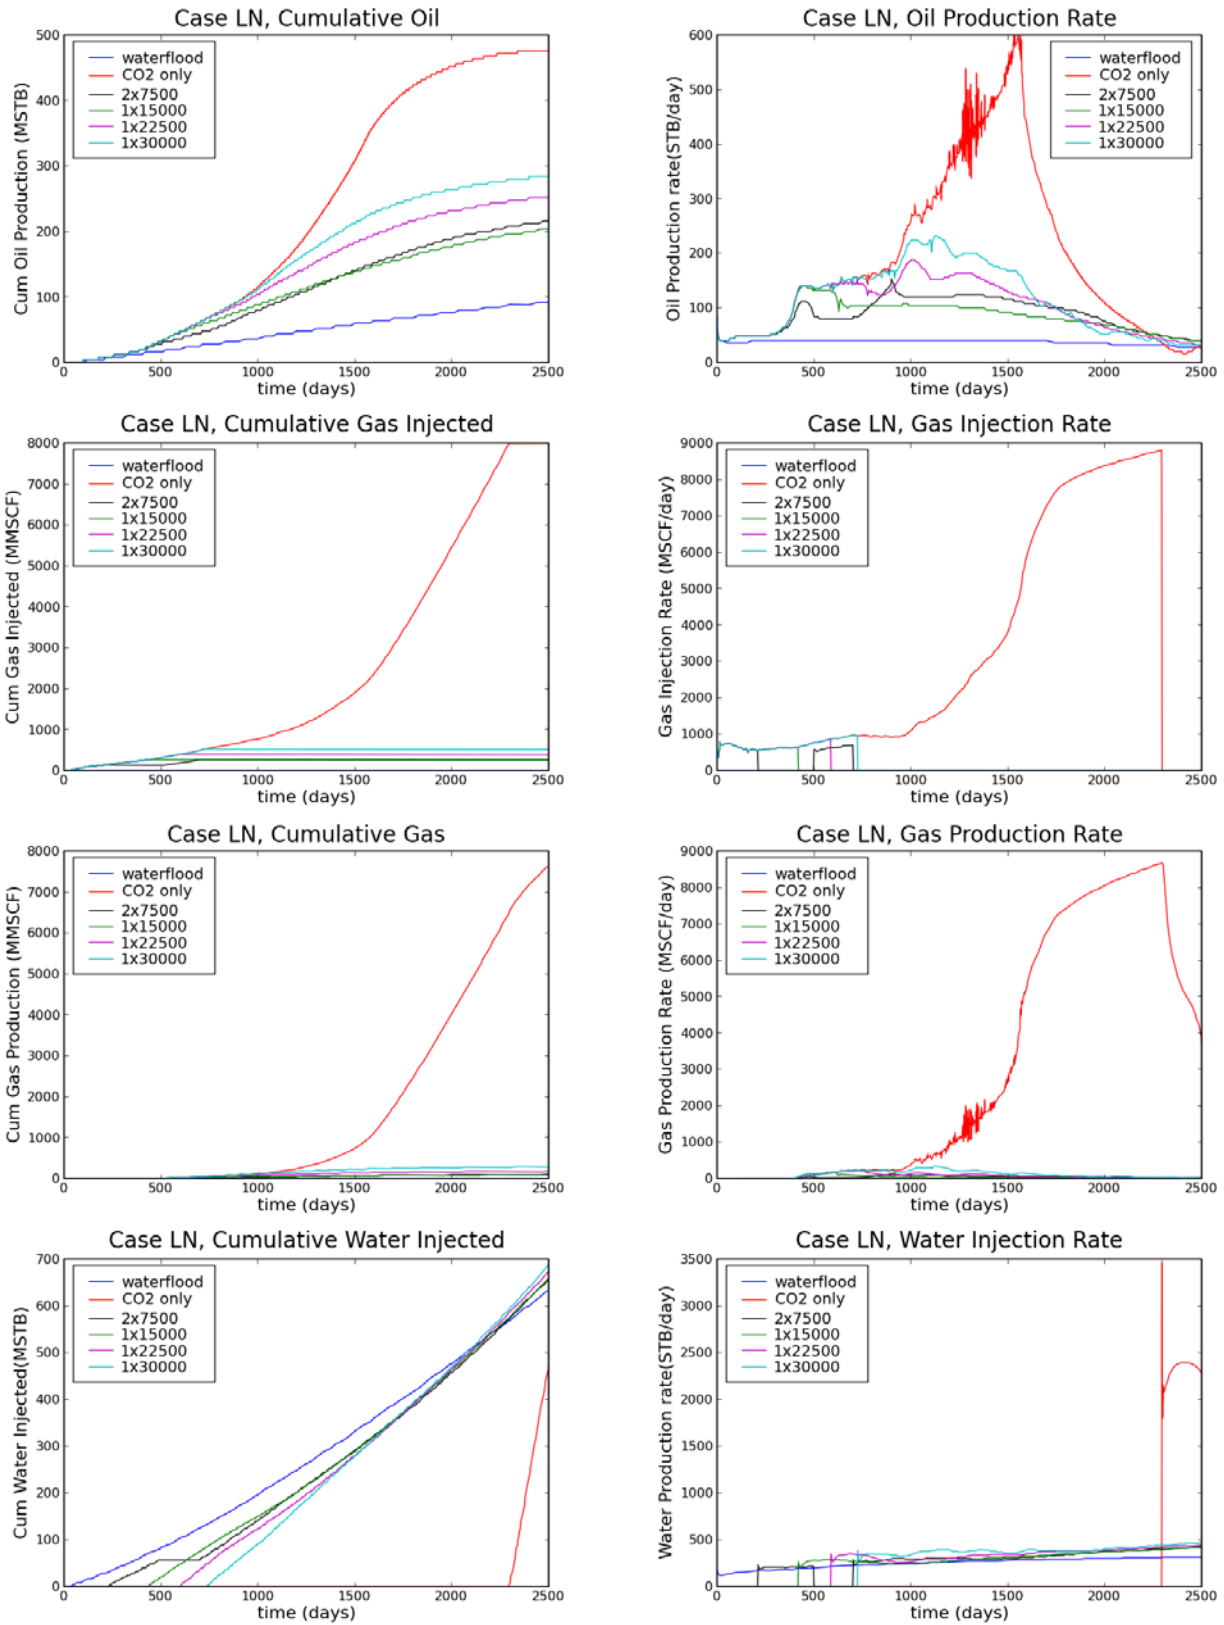 Case LN, Cumulative Oil
Cum Oil Production (MSTB)
500
400
300
200
100
0
waterflood
CO2 only
2x7500
1x15000
1x22500
1x30000
0 500 1000 1500 2000 2500
time (days)
Case LN, Oil Production Rate
Oil Production rate(STB/day)
600
500
400
300
200
100
0
waterflood
CO2 only
2x7500
1x15000
1x22500
1x30000
0 500 1000 1500 2000 2500
time (days)
Case LN, Cumulative Gas Injected
Cum Gas Injected (MMSCF)
8000
7000
6000
5000
4000
3000
2000
1000
0
waterflood
CO2 only
2x7500
1x15000
1x22500
1x30000
0 500 1000 1500 2000 2500
time (days)
Case LN, Gas Injection Rate
Gas Injection Rate (MSCF/day)
9000
8000
7000
6000
5000
4000
3000
2000
1000
0
waterflood
CO2 only
2x7500
1x15000
1x22500
1x30000
0 500 1000 1500 2000 2500
time (days)
Case LN, Cumulative Gas
Cum Gas Production (MMSCF)
8000
7000
6000
5000
4000
3000
2000
1000
0
waterflood
CO2 only
2x7500
1x15000
1x22500
1x30000
0 500 1000 1500 2000 2500
time (days)
Case LN, Gas Production Rate
Gas Production Rate (MSCF/day)
9000
8000
7000
6000
5000
4000
3000
2000
1000
0
waterflood
CO2 only
2x7500
1x15000
1x22500
1x30000
0 500 1000 1500 2000 2500
time (days)
Case LN, Cumulative Water Injected
Cum Water Injected(MSTB)
700
600
500
400
300
200
100
0
waterflood
CO2 only
2x7500
1x15000
1x22500
1x30000
0 500 1000 1500 2000 2500
time (days)
Case LN, Water Injection Rate
Water Production rate(STB/day)
3500
3000
2500
2000
1500
1000
500
0
waterflood
CO2 only
2x7500
1x15000
1x22500
1x30000
0 500 1000 1500 2000 2500
time (days)